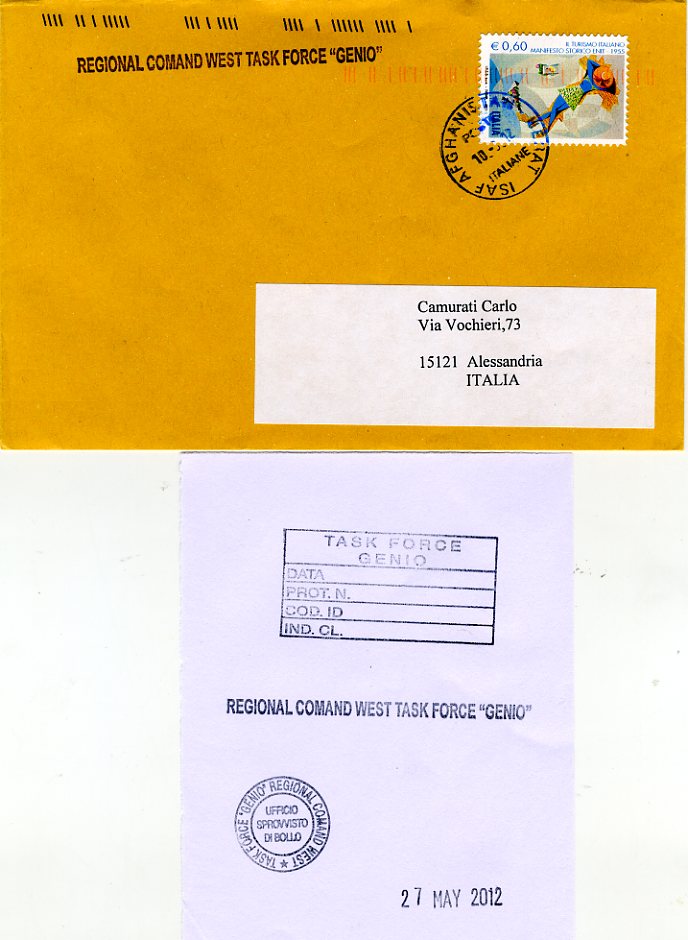 REGIONAL COMAND WEST TASK FORCE "GENIO"
€ 0,60 IL TURISMO ITALIANO
MANIFESTO STORICO ENIT - 1955
ITALIA
ISAF AFGHANISTAN HERAT
ITALIANE
Camurati Carlo
Via Vochieri,73
15121 Alessandria
ITALIA
TASK FORCE
GENIO
DATA
PROT. N.
COD. ID
IND. CL.
REGIONAL COMAND WEST TASK FORCE "GENIO"
TASK FORCE "GENIO" REGIONAL COMAND WEST
UFFICIO
SPROVVISTO
DI BOLLO
27 MAY 2012